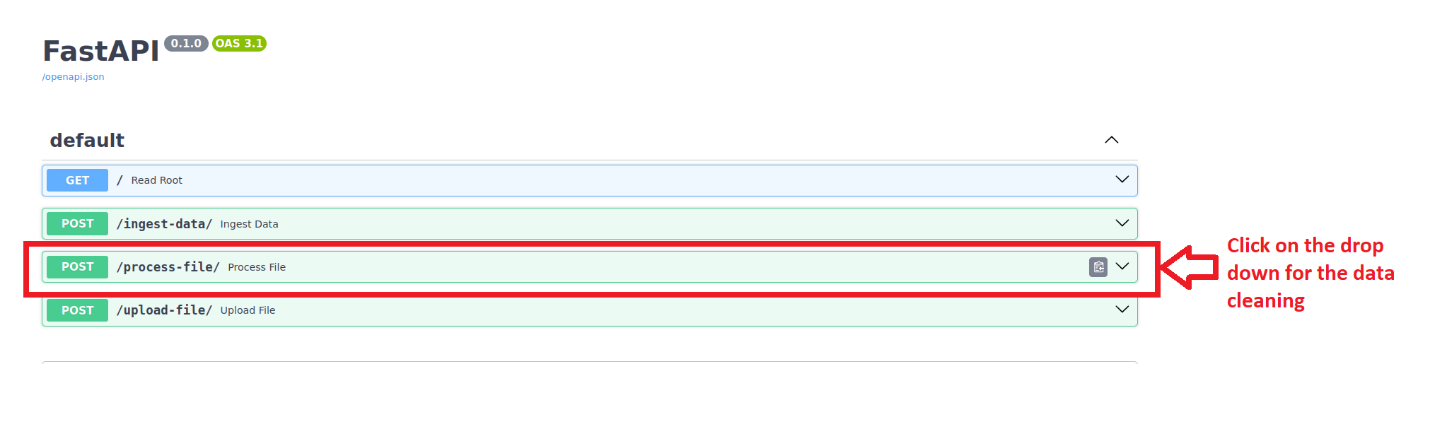 FastAPI 0.1.0 OAS 3.1
/openapi.json
default
GET / Read Root
POST /ingest-data/ Ingest Data
POST /process-file/ Process File
POST /upload-file/ Upload File
Click on the drop
down for the data
cleaning